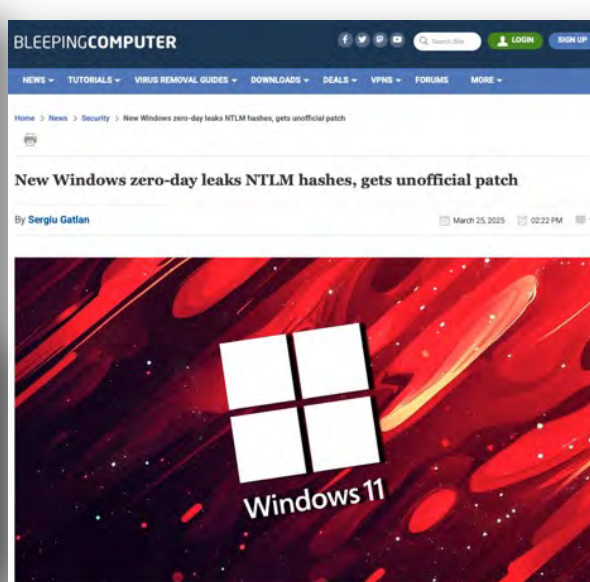 BLEEPINGCOMPUTER
Search Site
LOGIN
SIGN UP
NEWS
TUTORIALS
VIRUS REMOVAL GUIDES
DOWNLOADS
DEALS
VPNS
FORUMS
MORE
Home > News > Security > New Windows zero-day leaks NTLM hashes, gets unofficial patch
New Windows zero-day leaks NTLM hashes, gets unofficial patch
By Sergiu Gatlan
March 25, 2025
02:22 PM
Windows 11